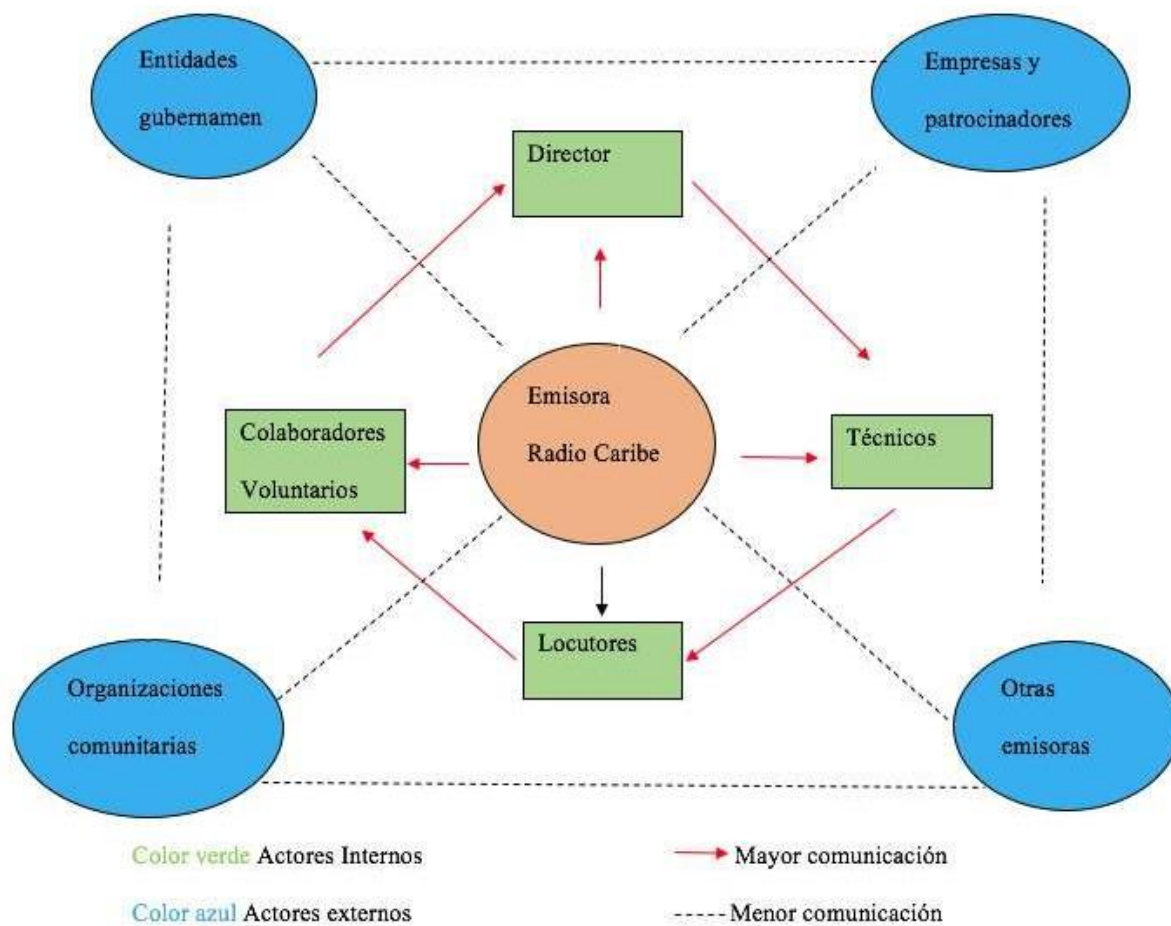 Entidades
gubernamen
Empresas y
patrocinadores
Director
Colaboradores
Voluntarios
Emisora
Radio Caribe
Técnicos
Locutores
Organizaciones
comunitarias
Otras
emisoras
Color verde Actores Internos
Mayor comunicación
Color azul Actores externos
Menor comunicación